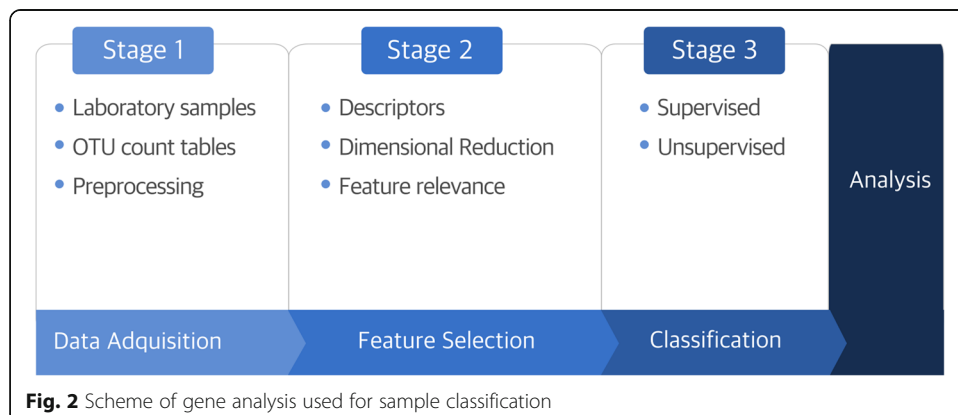 Stage 1
• Laboratory samples
• OTU count tables
• Preprocessing
Data Adquisition
Stage 2
• Descriptors
• Dimensional Reduction
• Feature relevance
Feature Selection
Stage 3
• Supervised
• Unsupervised
Classification
Analysis
Fig. 2 Scheme of gene analysis used for sample classification